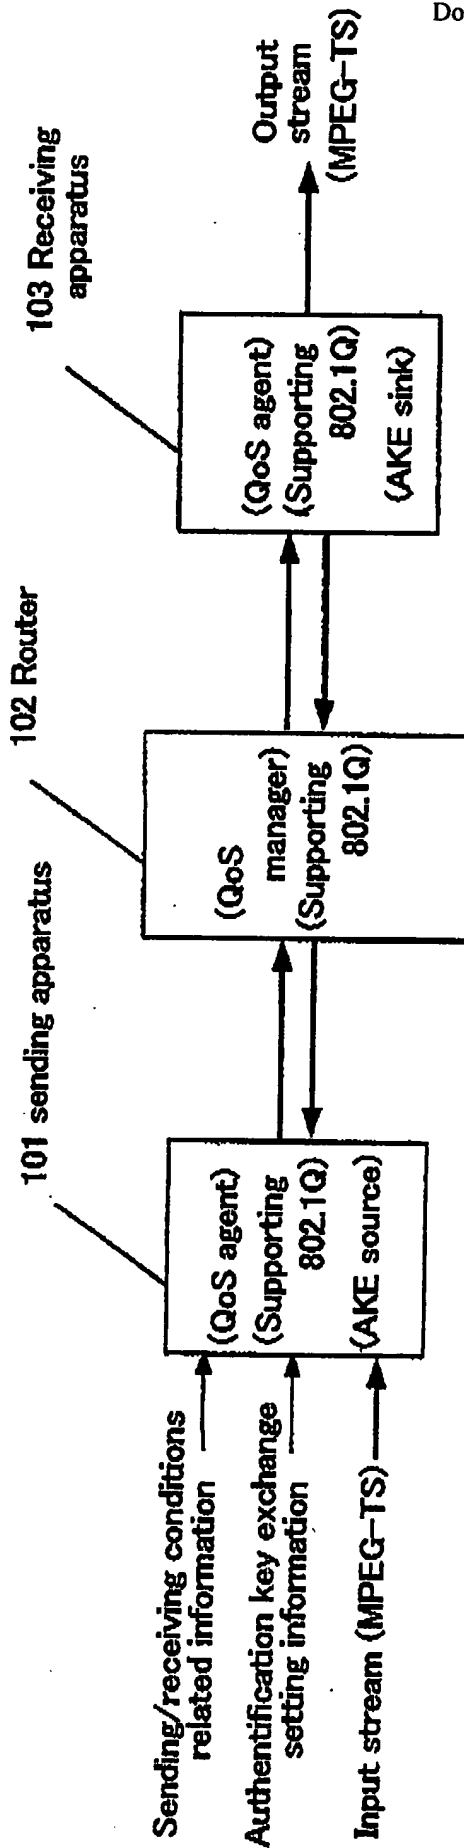 Sending/receiving conditions
related information
Authentification key exchange
setting information
Input stream (MPEG-TS)
101 sending apparatus
(QoS agent)
(Supporting
802.1Q)
(AKE source)
102 Router
(QoS
manager)
(Supporting
802.1Q)
103 Receiving
apparatus
(QoS agent)
(Supporting
802.1Q)
(AKE sink)
Output
stream
(MPEG-TS)
Do